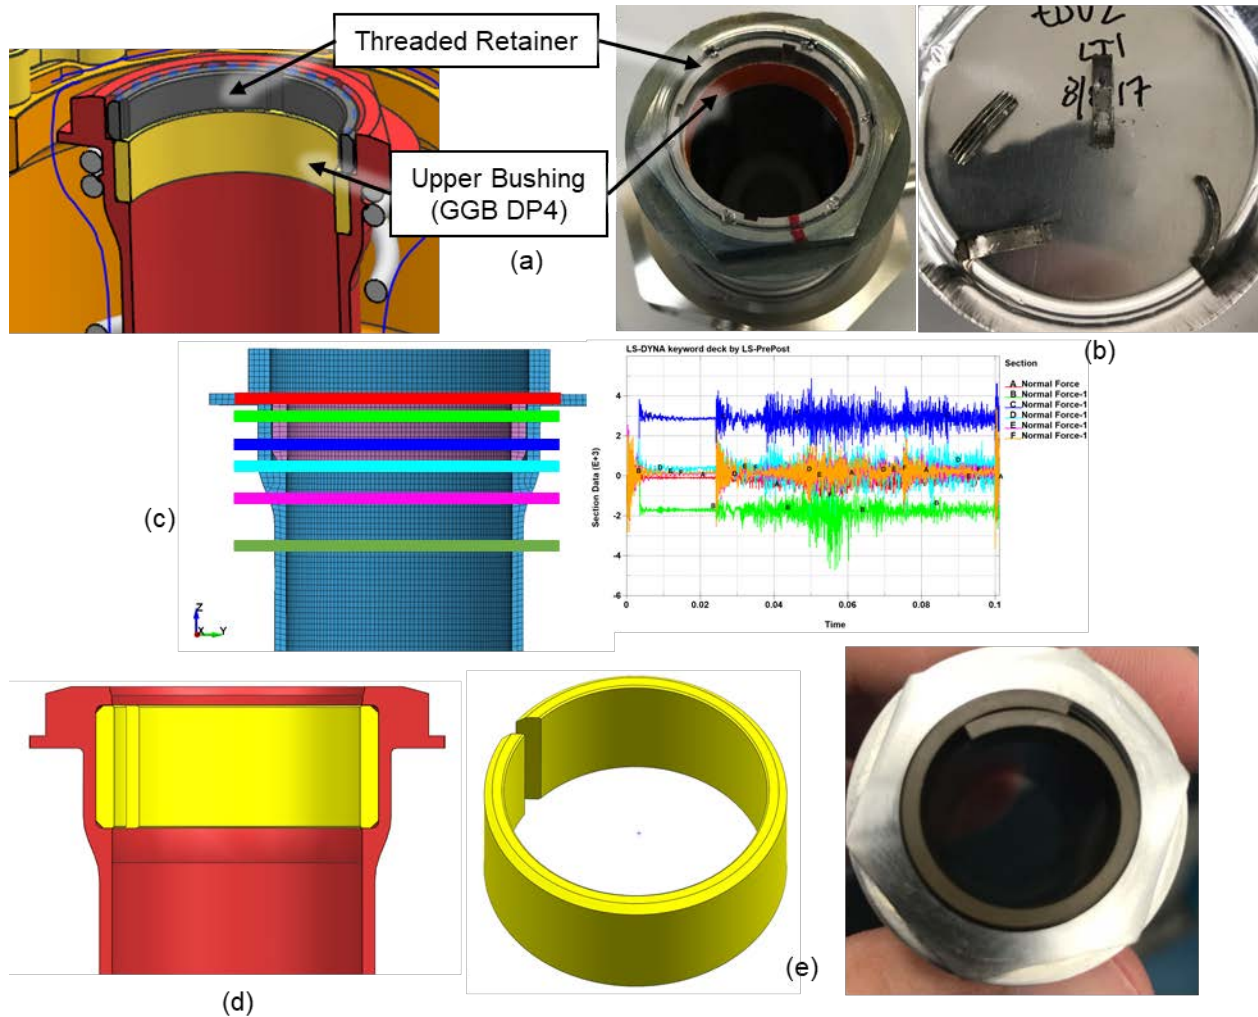 Threaded Retainer
Upper Bushing
(GGB DP4)
(a)
LT1
(b)
(c)
Z
X
Y
LS-DYNA keyword deck by LS-PrePost
Section
A Normal Force
B Normal Force-1
C Normal Force-1
D Normal Force-1
E Normal Force-1
F Normal Force-1
Section Data (E+3)
4
2
0
-2
-4
-6
0
0.02
0.04
0.06
0.08
0.1
Time
(d)
(e)